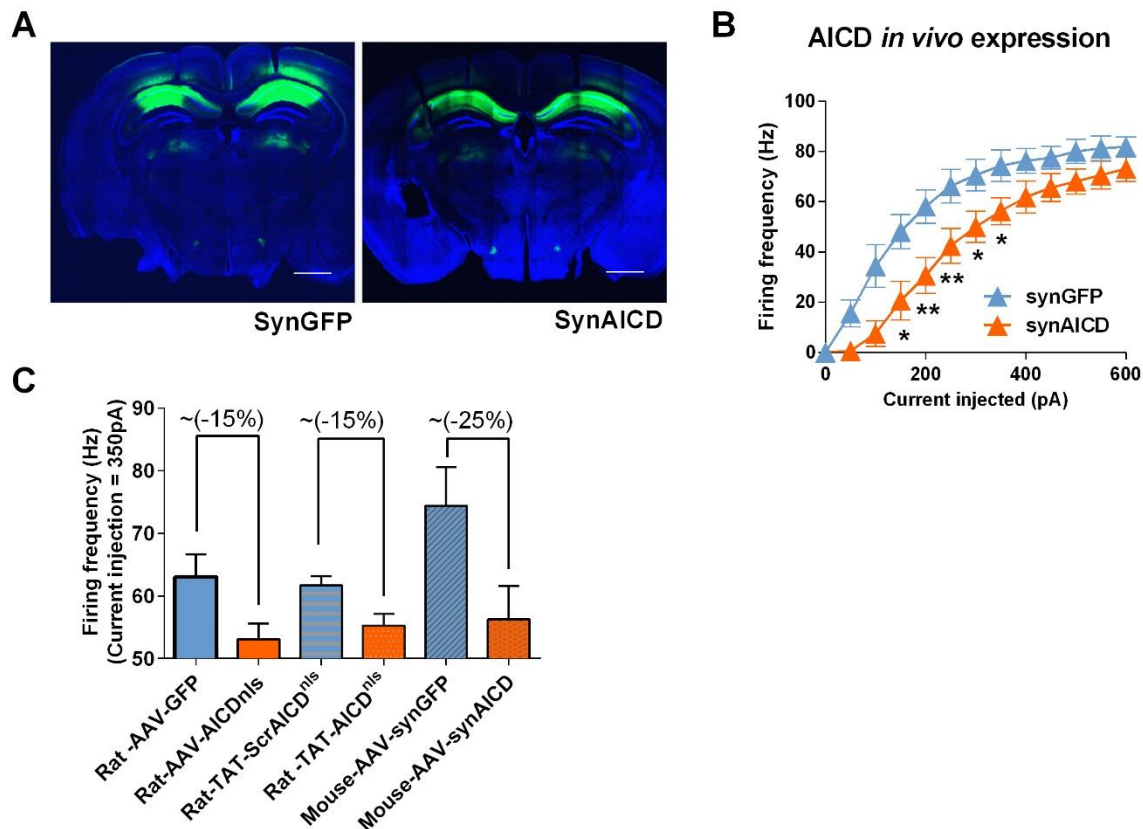 A
SynGFP
SynAICD
B
AICD in vivo expression
Firing frequency (Hz)
100
80
60
40
20
0
0
200
400
600
Current injected (pA)
*
**
**
*
*
synGFP
synAICD
C
Firing frequency (Hz)
(Current injection = 350pA)
90
80
70
60
50
~(-15%)
~(-15%)
~(-25%)
Rat -AAV-GFP
Rat-AAV-AICDnls
Rat-TAT-ScrAICDnls
Rat -TAT-AICDnls
Mouse-AAV-synGFP
Mouse-AAV-synAICD